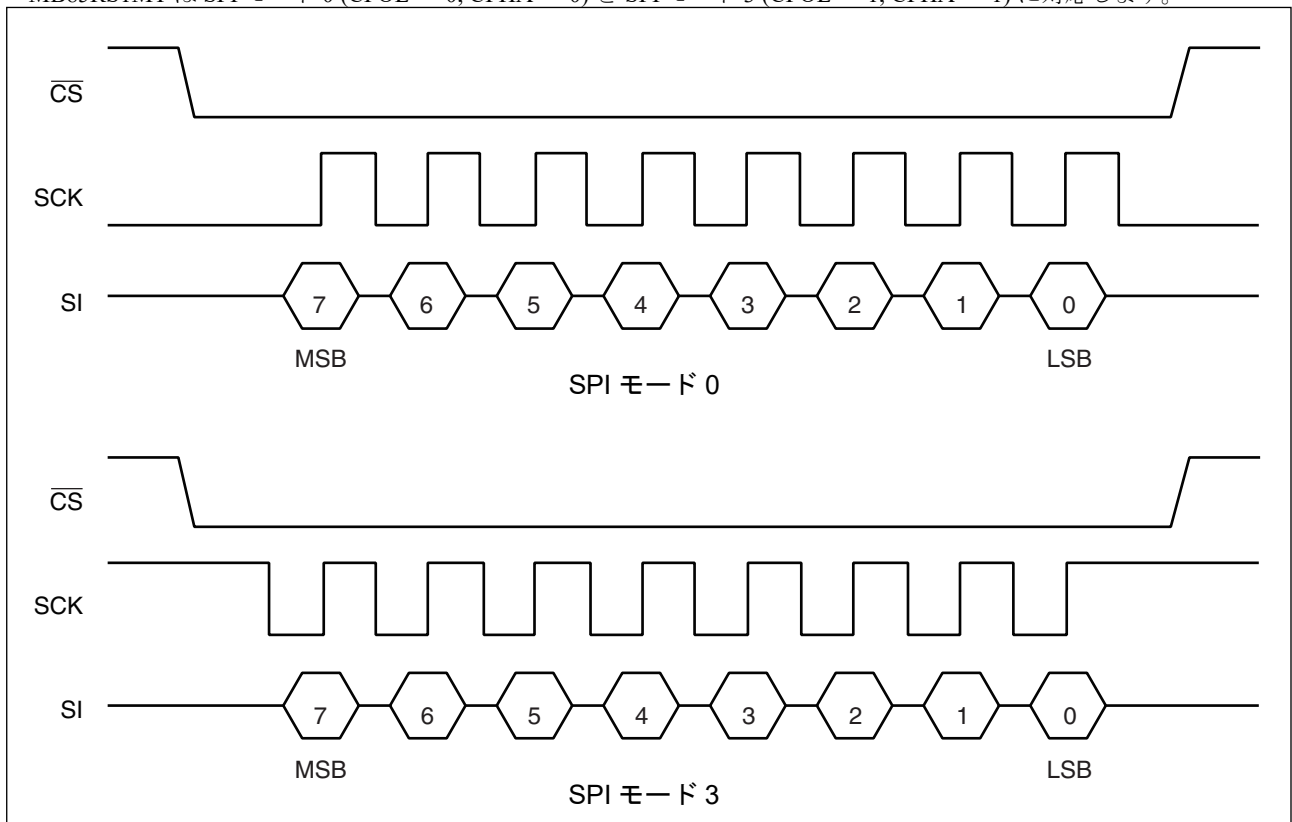 MB85RS1MT は SPI モード 0 (CPOL = 0, CPHA = 0) と SPI モード 3 (CPOL = 1, CPHA = 1) に対応します。
CS
SCK
SI 7 6 5 4 3 2 1 0
MSB LSB
SPI モード 0
CS
SCK
SI 7 6 5 4 3 2 1 0
MSB LSB
SPI モード 3